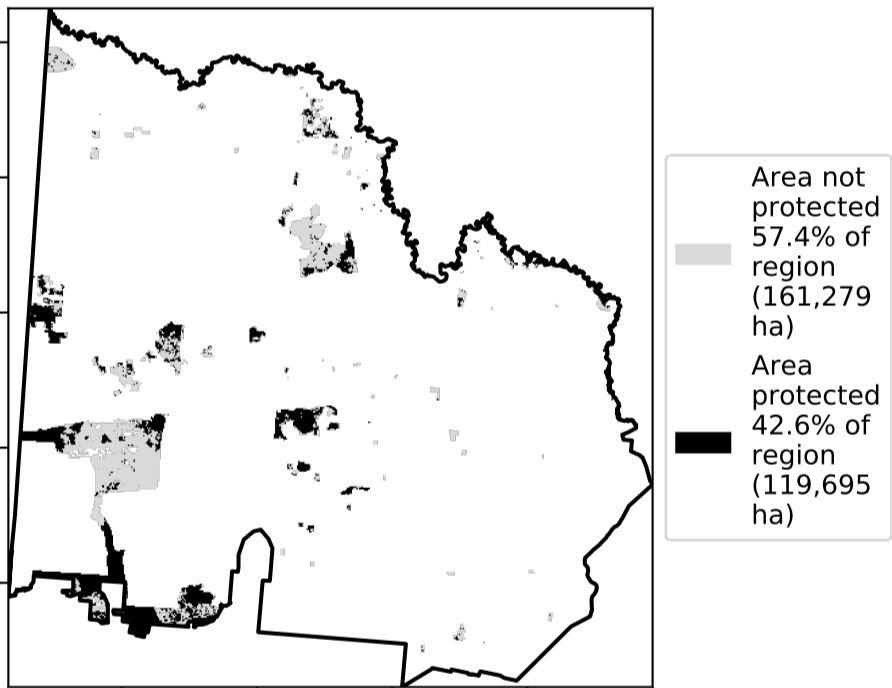 Area not
protected
57.4% of
region
(161,279
ha)
Area
protected
42.6% of
region
(119,695
ha)